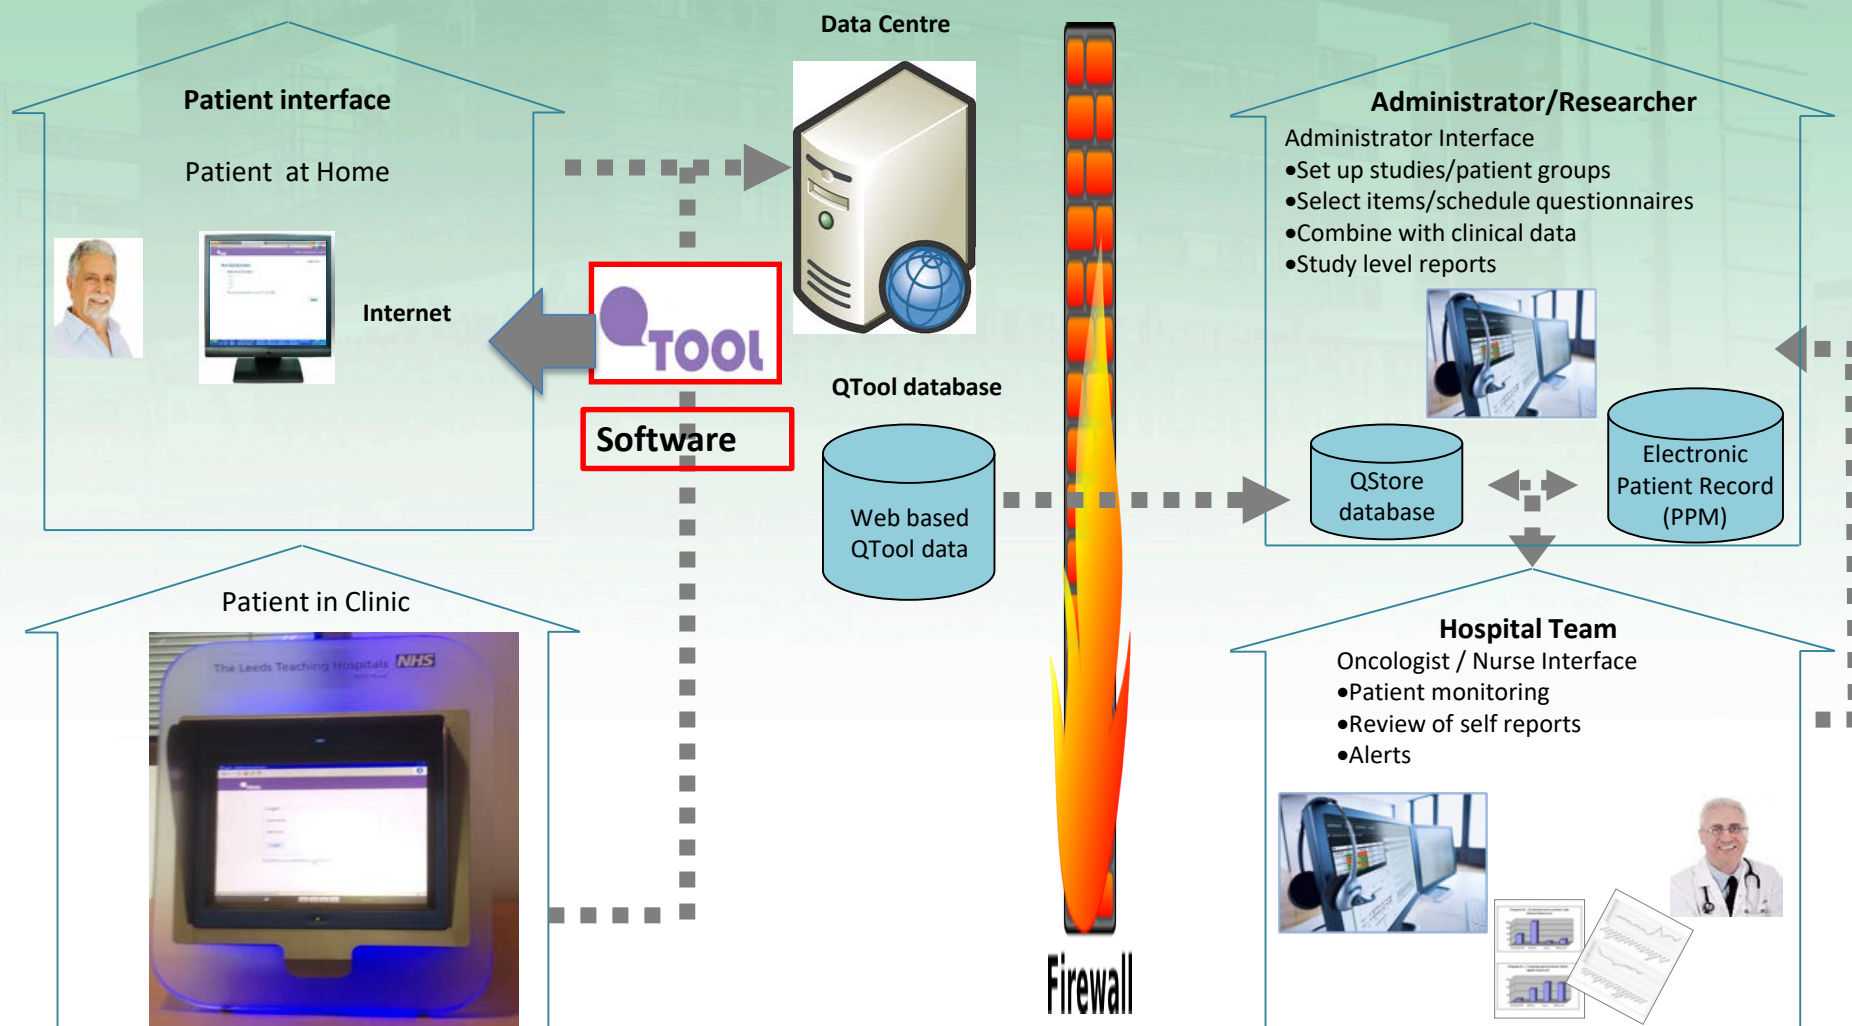 Data Centre
Patient interface
Patient at Home
Internet
QTOOL
Software
QTool database
Web based
QTool data
Patient in Clinic
The Leeds Teaching Hospitals NHS
Firewall
Administrator/Researcher
Administrator Interface
•Set up studies/patient groups
•Select items/schedule questionnaires
•Combine with clinical data
•Study level reports
QStore
database
Electronic
Patient Record
(PPM)
Hospital Team
Oncologist / Nurse Interface
•Patient monitoring
•Review of self reports
•Alerts